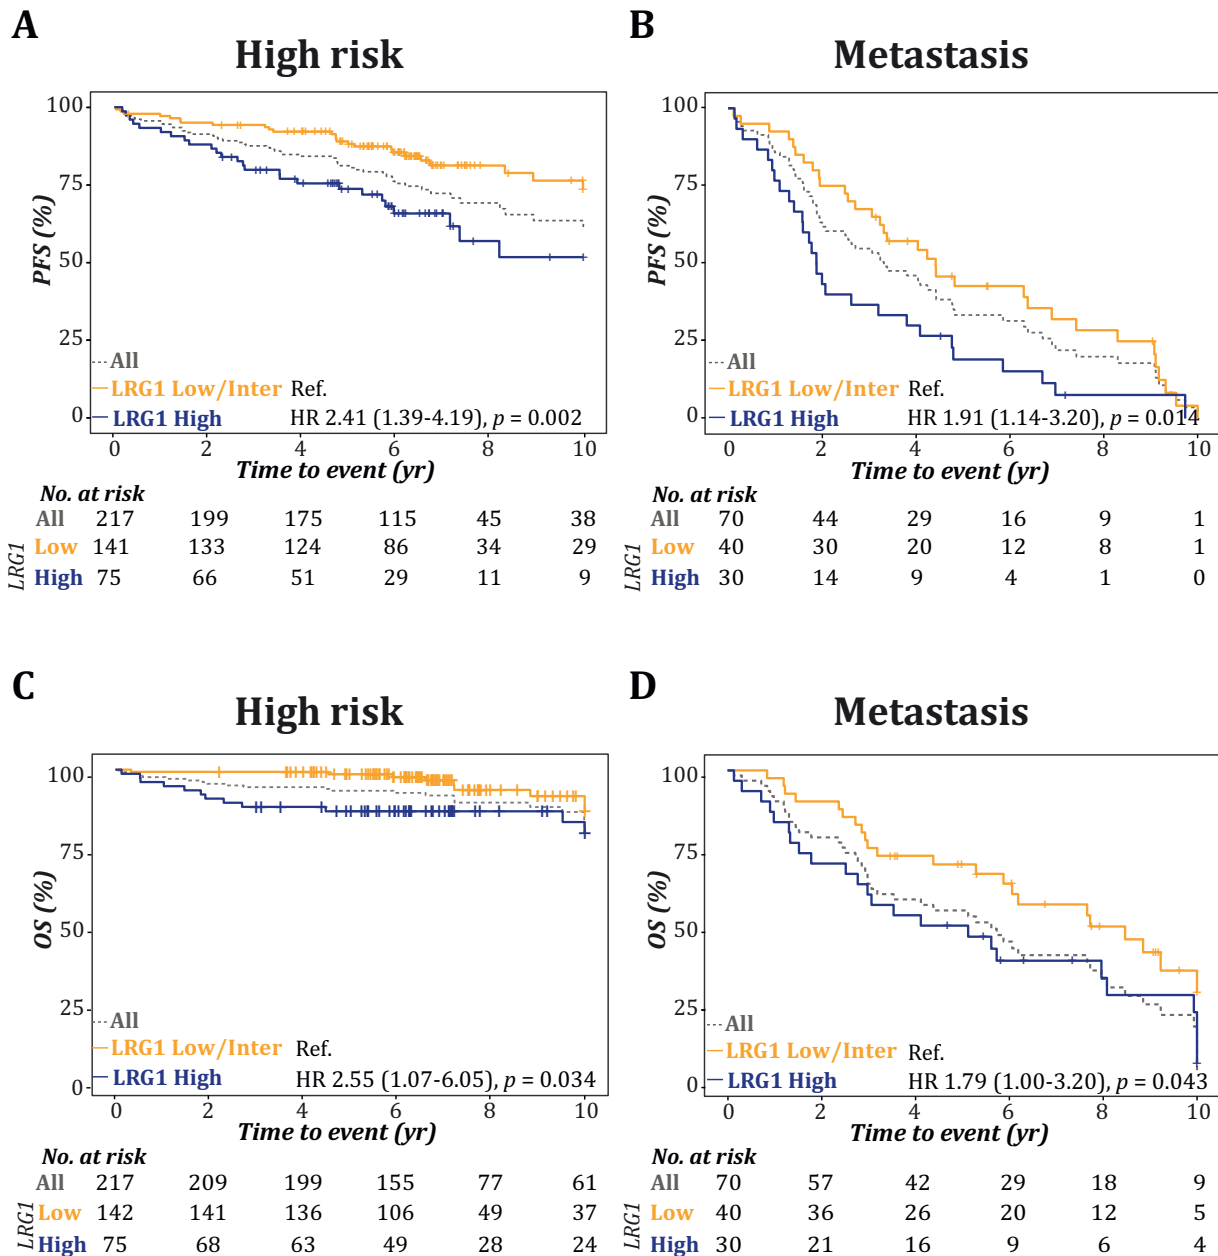 A
High risk
PFS (%)
100
75
50
25
0
All
LRG1 Low/Inter Ref.
LRG1 High HR 2.41 (1.39-4.19), p = 0.002
0 2 4 6 8 10
Time to event (yr)
No. at risk
LRG1
All 217 199 175 115 45 38
Low 141 133 124 86 34 29
High 75 66 51 29 11 9
B
Metastasis
PFS (%)
100
75
50
25
0
All
LRG1 Low/Inter Ref.
LRG1 High HR 1.91 (1.14-3.20), p = 0.014
0 2 4 6 8 10
Time to event (yr)
No. at risk
LRG1
All 70 44 29 16 9 1
Low 40 30 20 12 8 1
High 30 14 9 4 1 0
C
High risk
OS (%)
100
75
50
25
0
All
LRG1 Low/Inter Ref.
LRG1 High HR 2.55 (1.07-6.05), p = 0.034
0 2 4 6 8 10
Time to event (yr)
No. at risk
LRG1
All 217 209 199 155 77 61
Low 142 141 136 106 49 37
High 75 68 63 49 28 24
D
Metastasis
OS (%)
100
75
50
25
0
All
LRG1 Low/Inter Ref.
LRG1 High HR 1.79 (1.00-3.20), p = 0.043
0 2 4 6 8 10
Time to event (yr)
No. at risk
LRG1
All 70 57 42 29 18 9
Low 40 36 26 20 12 5
High 30 21 16 9 6 4